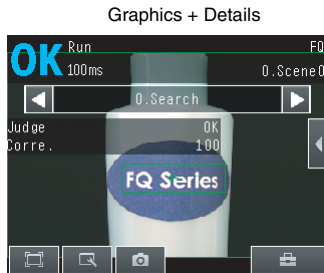 Graphics + Details
OK Run FQ
100ms 0.Scene0
0.Search
Judge OK
Corre. 100
FQ Series